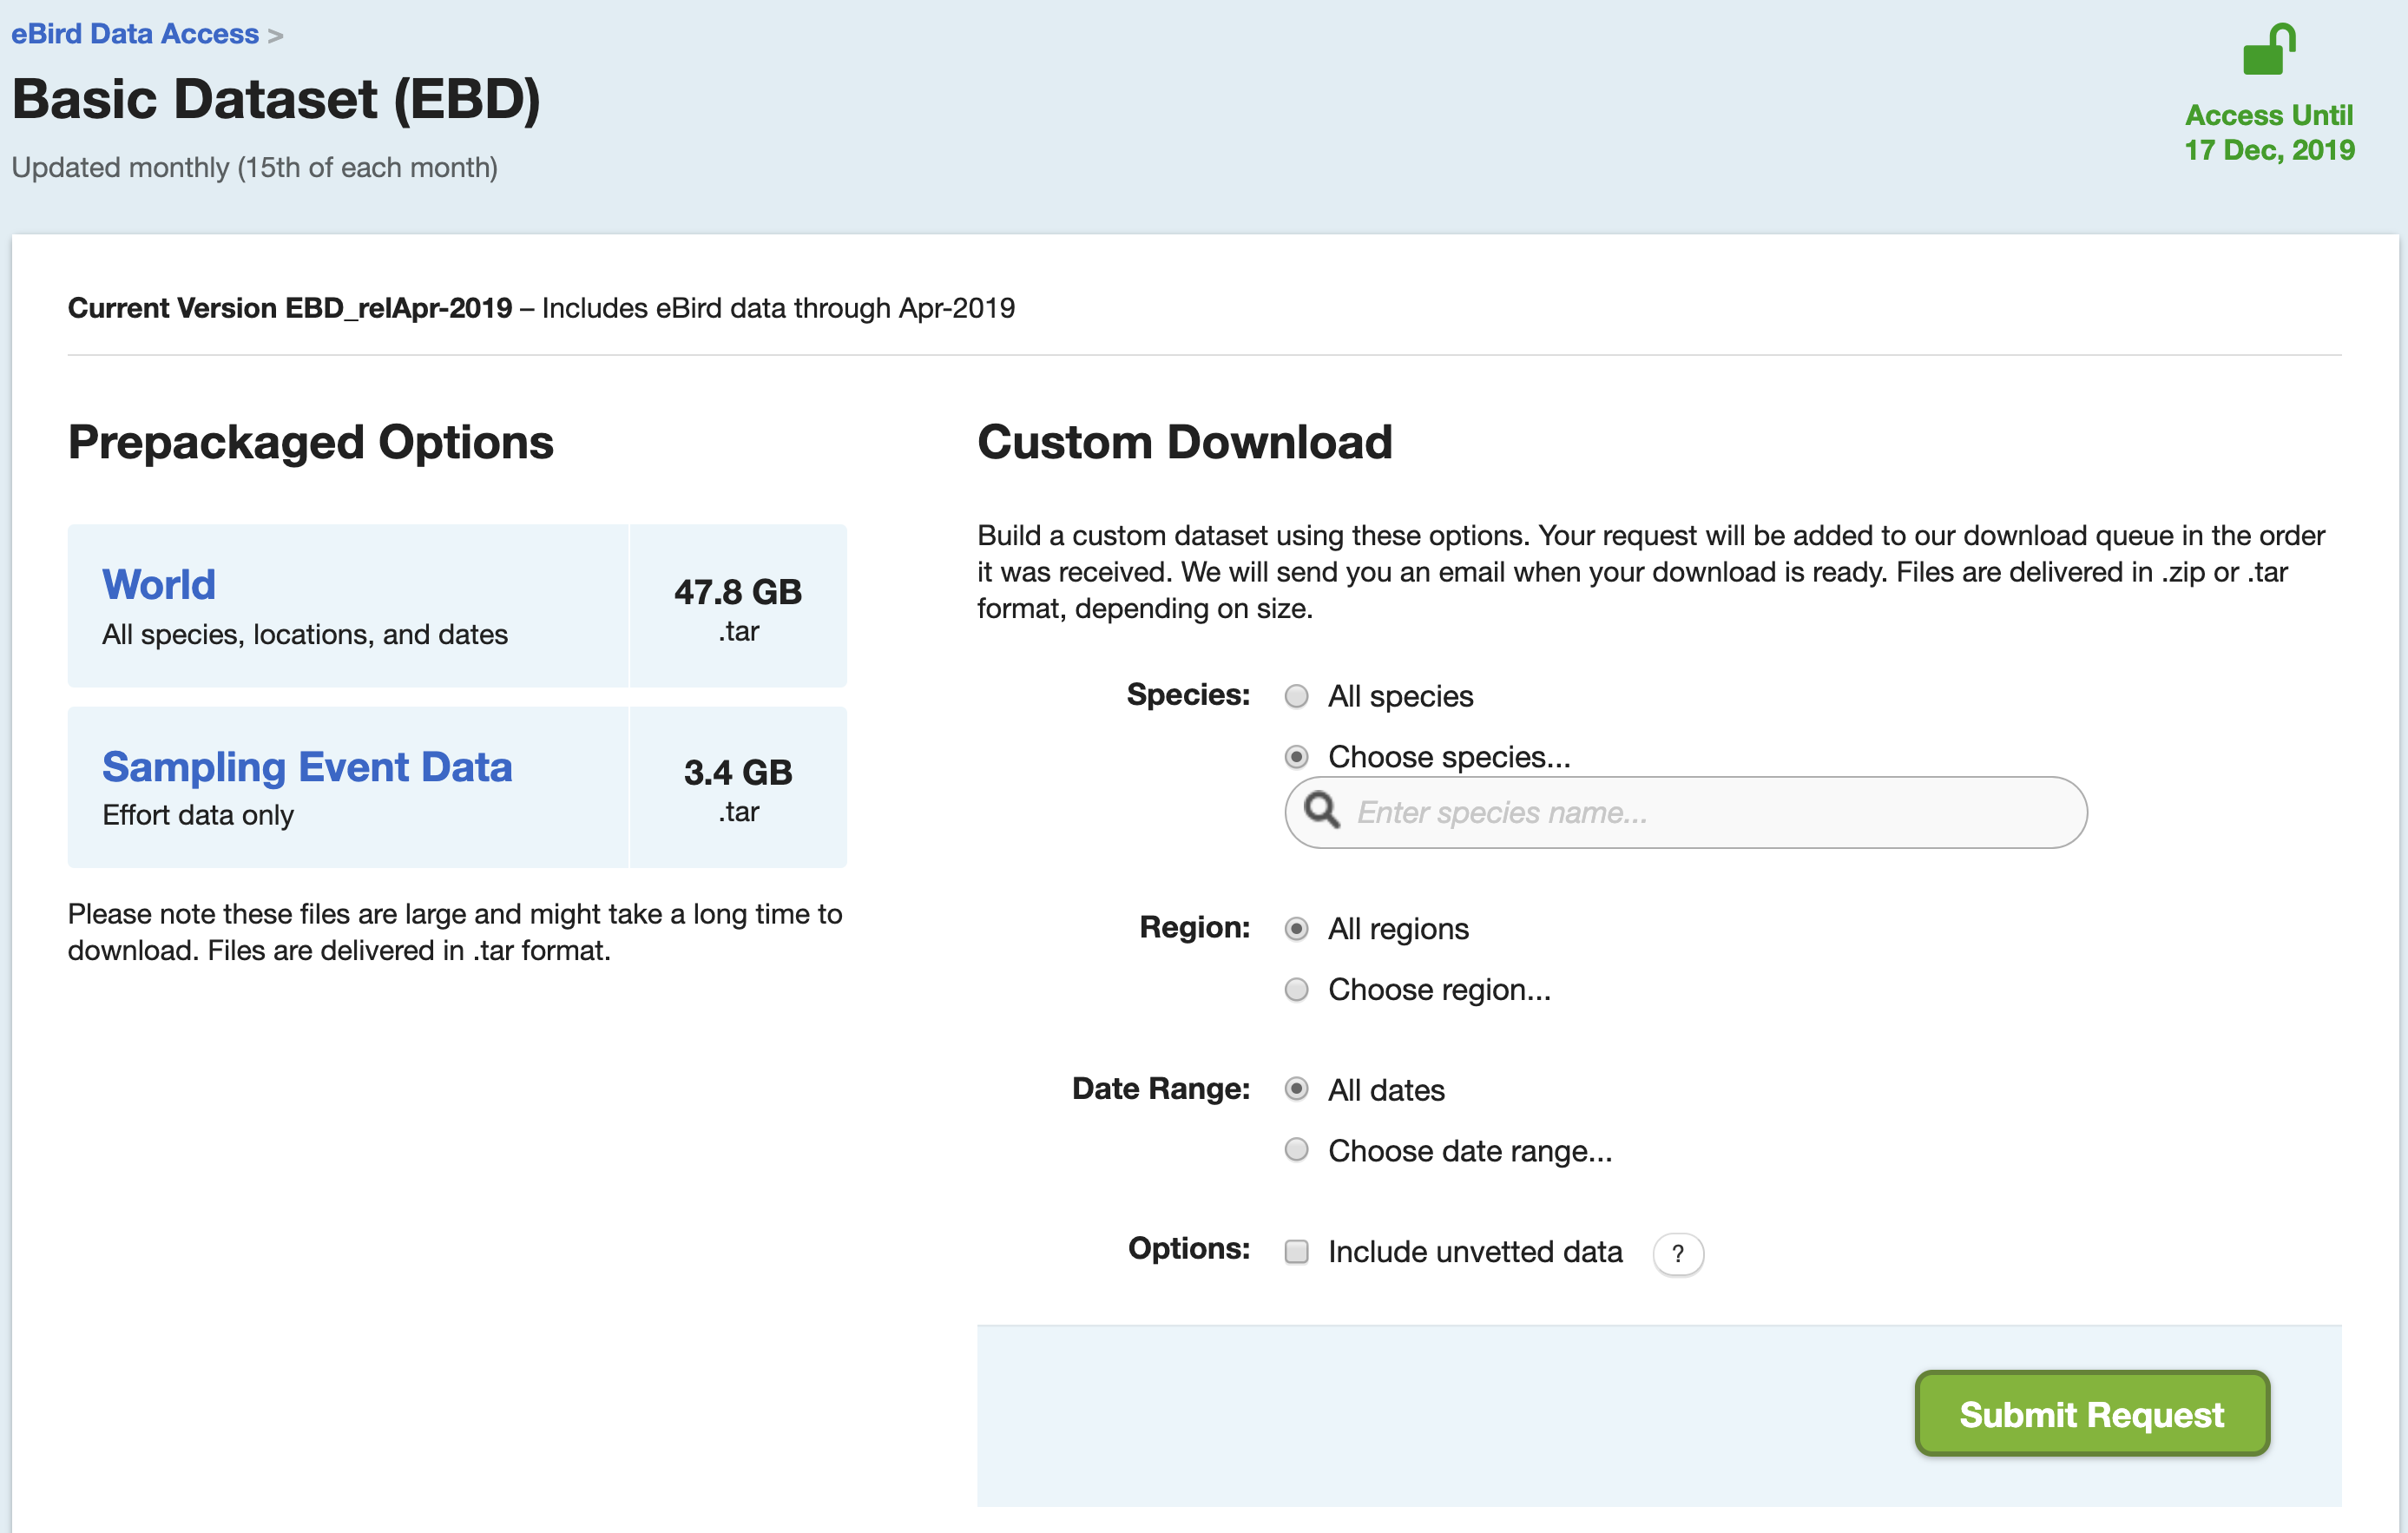 eBird Data Access >
Basic Dataset (EBD)
Updated monthly (15th of each month)
Access Until
17 Dec, 2019
Current Version EBD_relApr-2019 – Includes eBird data through Apr-2019
Prepackaged Options
World
All species, locations, and dates
47.8 GB
.tar
Sampling Event Data
Effort data only
3.4 GB
.tar
Please note these files are large and might take a long time to
download. Files are delivered in .tar format.
Custom Download
Build a custom dataset using these options. Your request will be added to our download queue in the order
it was received. We will send you an email when your download is ready. Files are delivered in .zip or .tar
format, depending on size.
Species:
All species
Choose species...
Enter species name...
Region:
All regions
Choose region...
Date Range:
All dates
Choose date range...
Options:
Include unvetted data
?
Submit Request